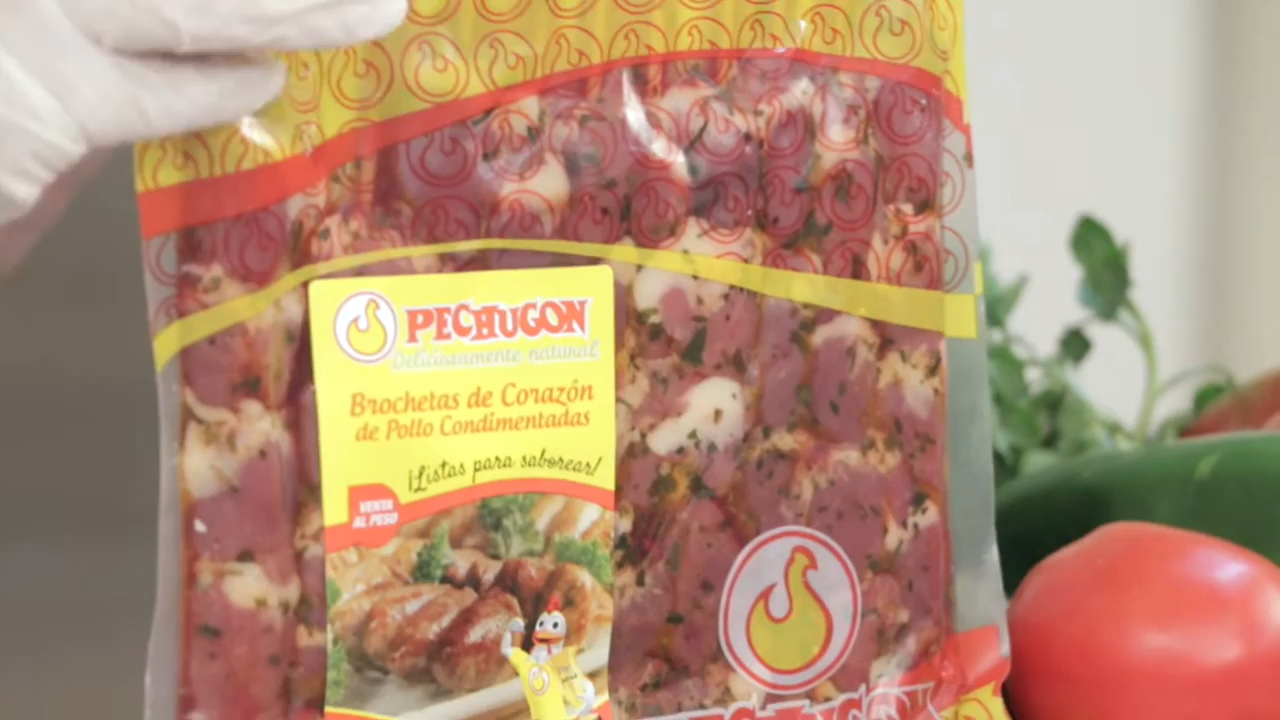 PECHUGON
Deliciosamente natural
Brochetas de Corazón
de Pollo Condimentadas
¡Listas para saborear!
VENTA
AL PESO